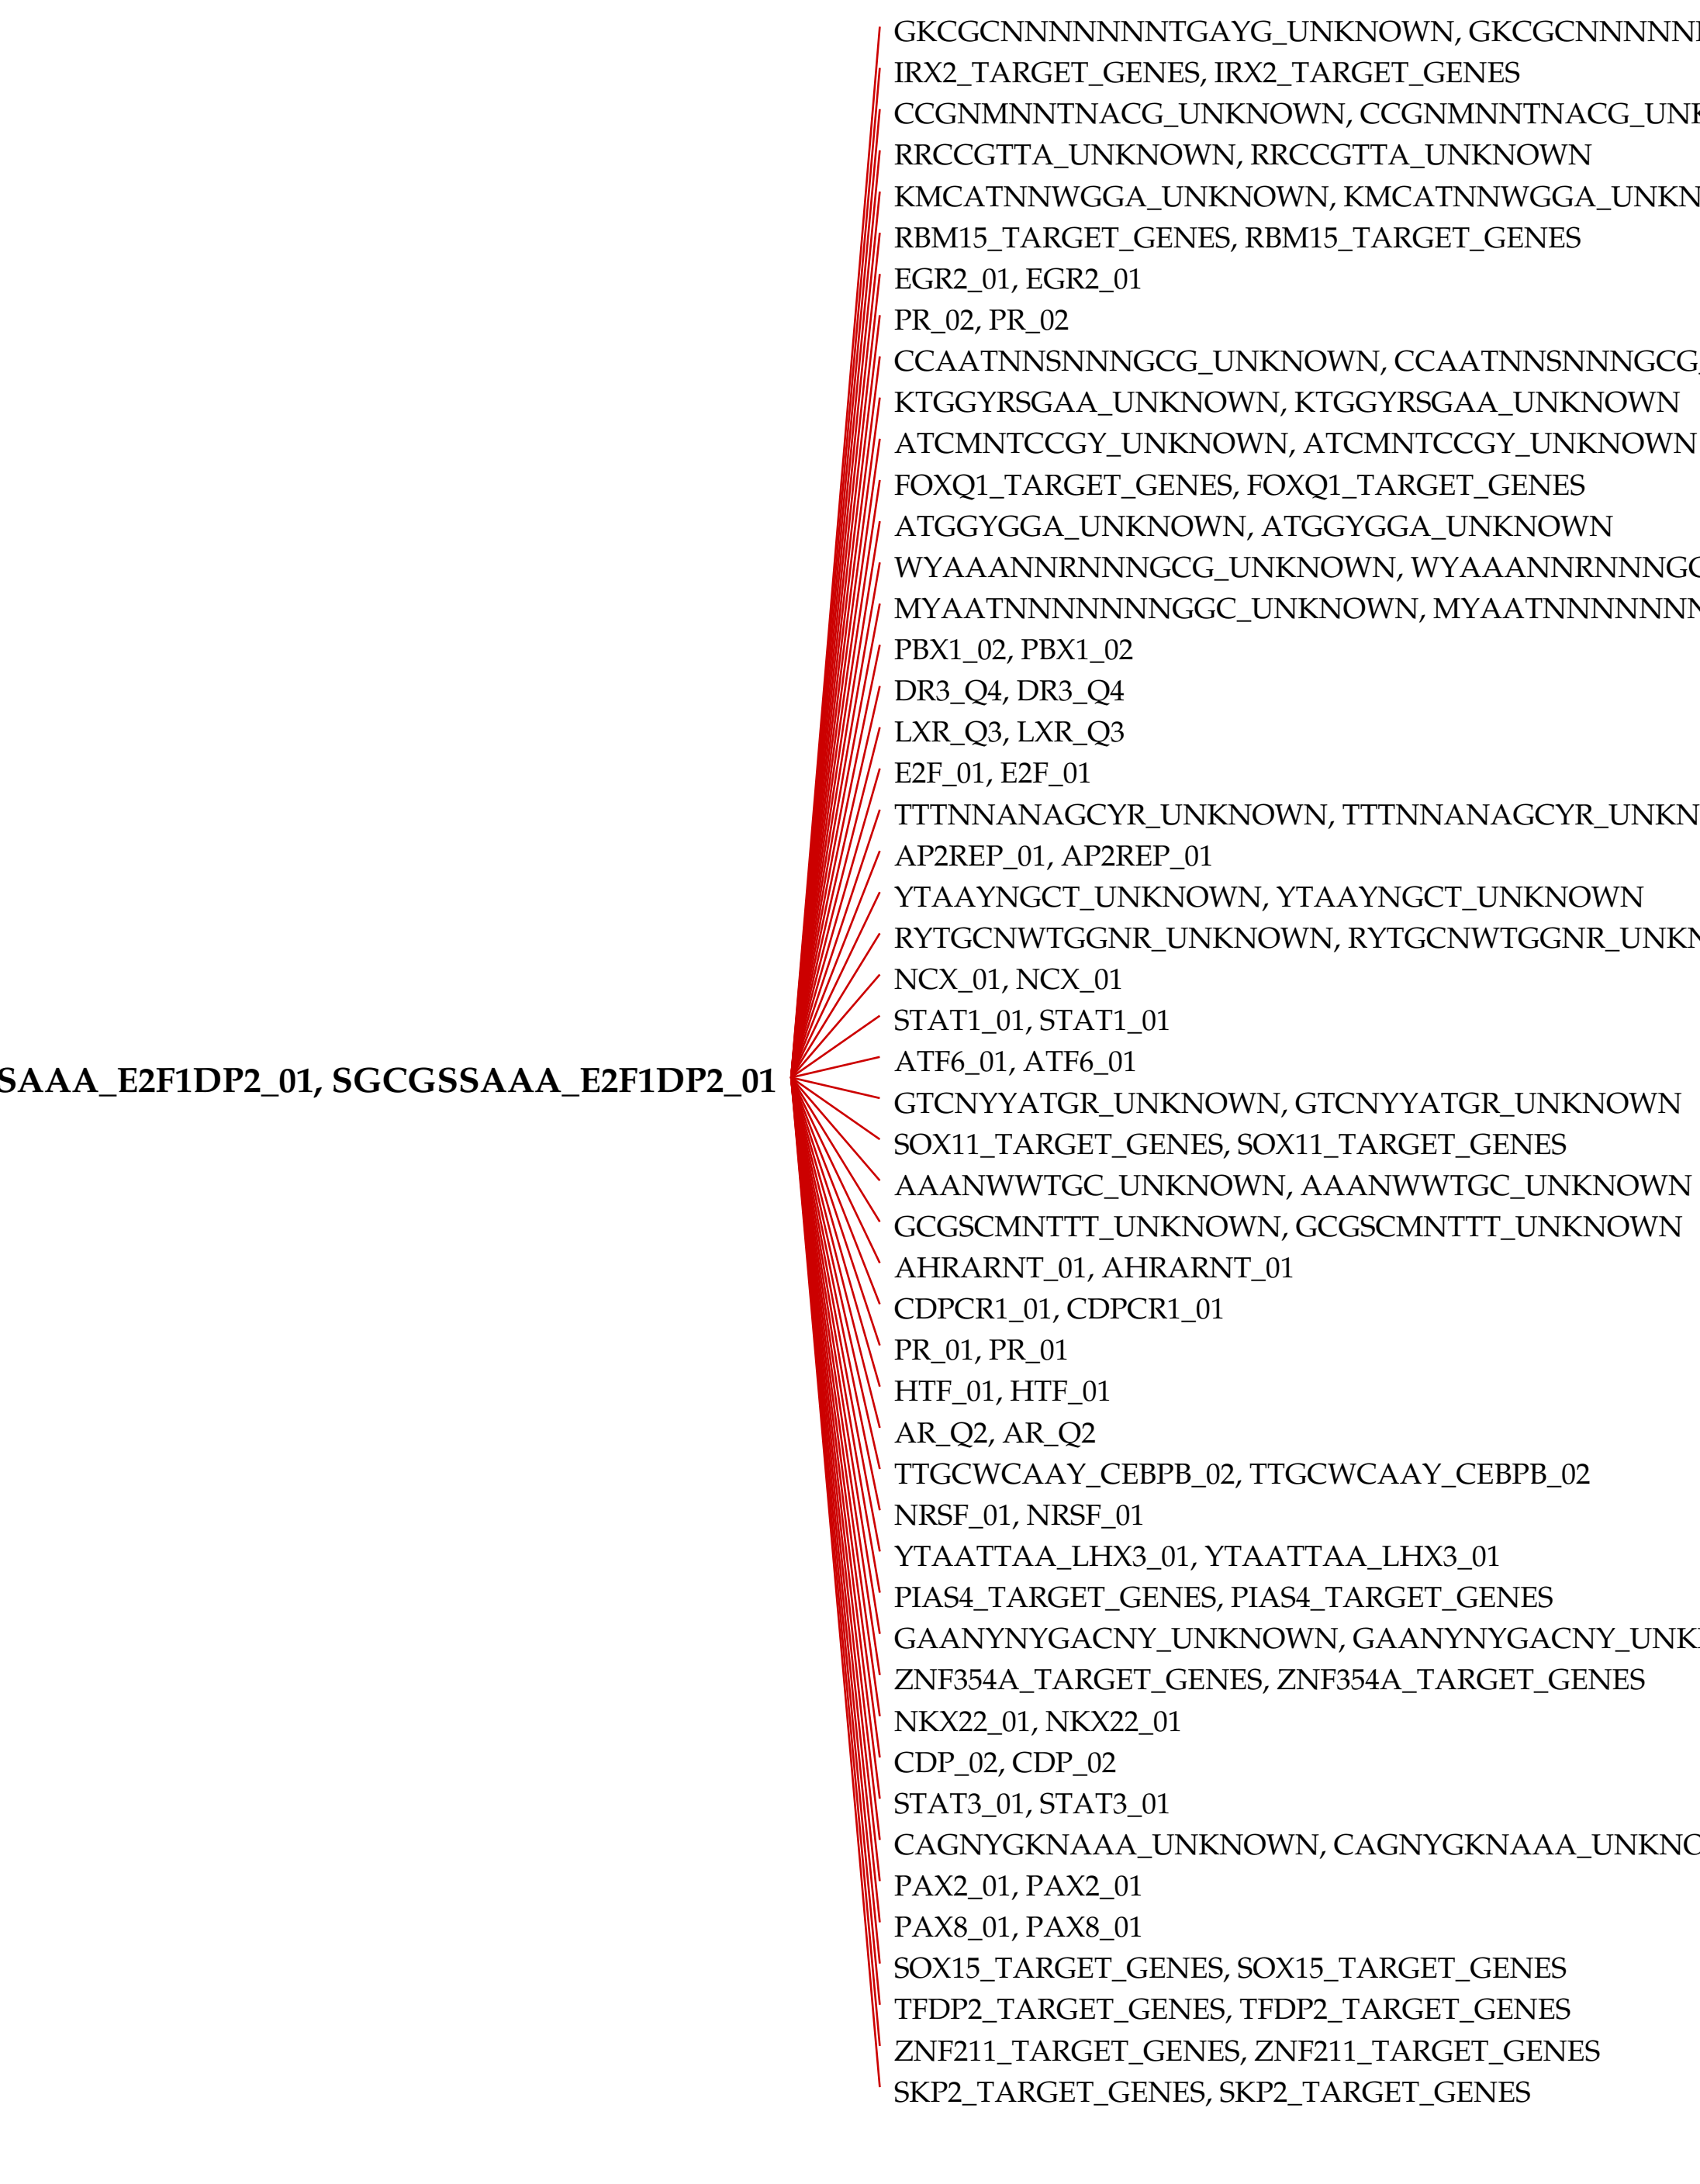 GKCGCNNNNNNNTGAYG_UNKNOWN, GKCGCNNNNN
IRX2_TARGET_GENES, IRX2_TARGET_GENES
CCGNMNNTNACG_UNKNOWN, CCGNMNNTNACG_UNK
RRCCGTTA_UNKNOWN, RRCCGTTA_UNKNOWN
KMCATNNWGGA_UNKNOWN, KMCATNNWGGA_UNKN
RBM15_TARGET_GENES, RBM15_TARGET_GENES
EGR2_01, EGR2_01
PR_02, PR_02
CCAATNNSNNNGCG_UNKNOWN, CCAATNNSNNNGCG_
KTGGYRSGAA_UNKNOWN, KTGGYRSGAA_UNKNOWN
ATCMNTCCGY_UNKNOWN, ATCMNTCCGY_UNKNOWN
FOXQ1_TARGET_GENES, FOXQ1_TARGET_GENES
ATGGYGGA_UNKNOWN, ATGGYGGA_UNKNOWN
WYAAANNRNNNGCG_UNKNOWN, WYAAANNRNNNGC
MYAATNNNNNNNGGC_UNKNOWN, MYAATNNNNNNN
PBX1_02, PBX1_02
DR3_Q4, DR3_Q4
LXR_Q3, LXR_Q3
E2F_01, E2F_01
TTTNNANAGCYR_UNKNOWN, TTTNNANAGCYR_UNKN
AP2REP_01, AP2REP_01
YTAAYNGCT_UNKNOWN, YTAAYNGCT_UNKNOWN
RYTGCNWTGGNR_UNKNOWN, RYTGCNWTGGNR_UNKN
NCX_01, NCX_01
STAT1_01, STAT1_01
ATF6_01, ATF6_01
SAAA_E2F1DP2_01, SGCGSSAAA_E2F1DP2_01
GTCNYYATGR_UNKNOWN, GTCNYYATGR_UNKNOWN
SOX11_TARGET_GENES, SOX11_TARGET_GENES
AAANWWTGC_UNKNOWN, AAANWWTGC_UNKNOWN
GCGSCMNTTT_UNKNOWN, GCGSCMNTTT_UNKNOWN
AHRARNT_01, AHRARNT_01
CDPCR1_01, CDPCR1_01
PR_01, PR_01
HTF_01, HTF_01
AR_Q2, AR_Q2
TTGCWCAAY_CEBPB_02, TTGCWCAAY_CEBPB_02
NRSF_01, NRSF_01
YTAATTAA_LHX3_01, YTAATTAA_LHX3_01
PIAS4_TARGET_GENES, PIAS4_TARGET_GENES
GAANYNYGACNY_UNKNOWN, GAANYNYGACNY_UNK
ZNF354A_TARGET_GENES, ZNF354A_TARGET_GENES
NKX22_01, NKX22_01
CDP_02, CDP_02
STAT3_01, STAT3_01
CAGNYGKNAAA_UNKNOWN, CAGNYGKNAAA_UNKNO
PAX2_01, PAX2_01
PAX8_01, PAX8_01
SOX15_TARGET_GENES, SOX15_TARGET_GENES
TFDP2_TARGET_GENES, TFDP2_TARGET_GENES
ZNF211_TARGET_GENES, ZNF211_TARGET_GENES
SKP2_TARGET_GENES, SKP2_TARGET_GENES